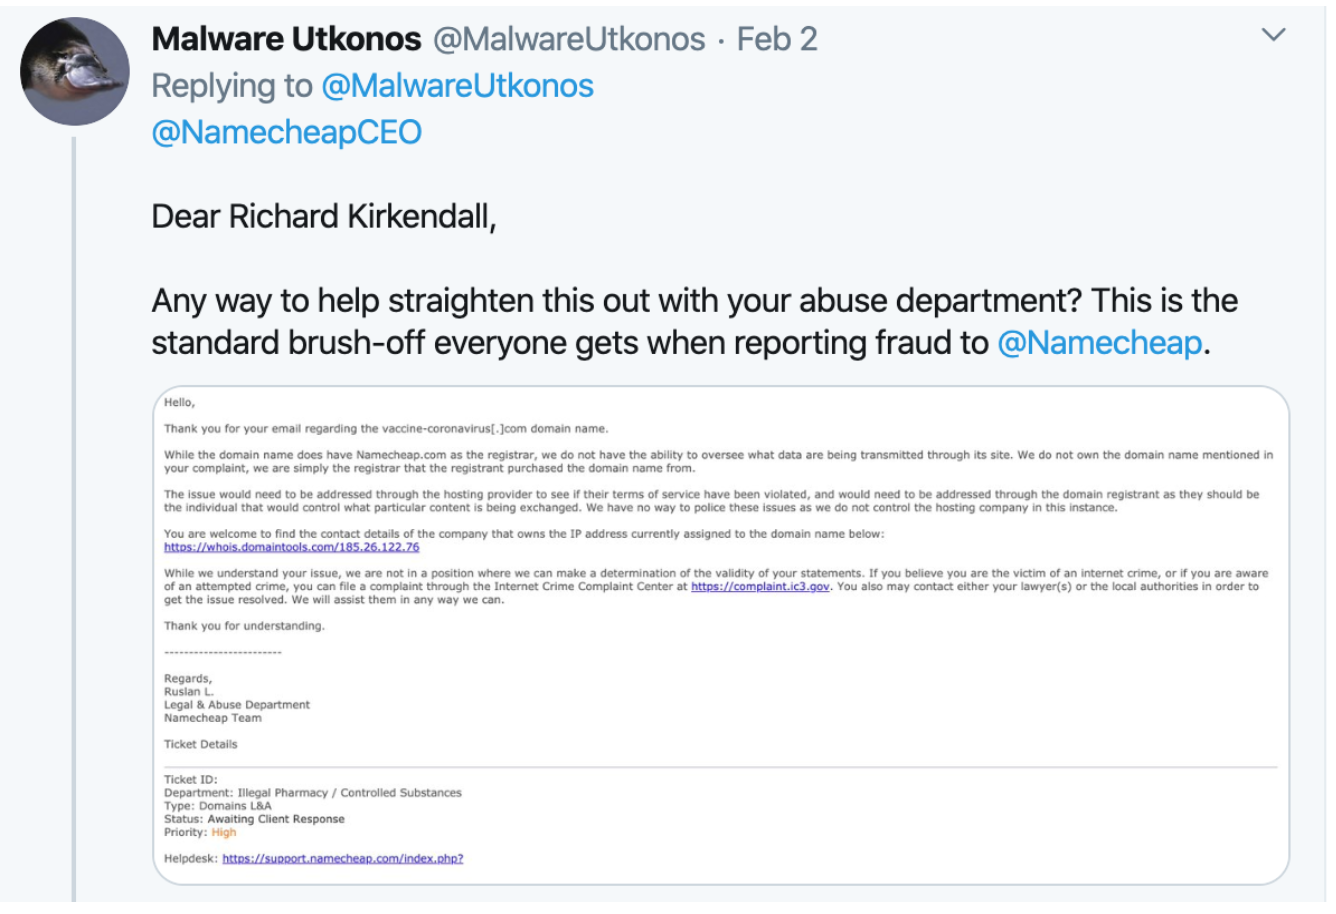 Malware Utkonos @MalwareUtkonos · Feb 2
Replying to @MalwareUtkonos
@NamecheapCEO
Dear Richard Kirkendall,
Any way to help straighten this out with your abuse department? This is the
standard brush-off everyone gets when reporting fraud to @Namecheap.
Hello,
Thank you for your email regarding the vaccine-coronavirus[.]com domain name.
While the domain name does have Namecheap.com as the registrar, we do not have the ability to oversee what data are being transmitted through its site. We do not own the domain name mentioned in
your complaint, we are simply the registrar that the registrant purchased the domain name from.
The issue would need to be addressed through the hosting provider to see if their terms of service have been violated, and would need to be addressed through the domain registrant as they should be
the individual that would control what particular content is being exchanged. We have no way to police these issues as we do not control the hosting company in this instance.
You are welcome to find the contact details of the company that owns the IP address currently assigned to the domain name below:
https://whois.domaintools.com/185.26.122.76
While we understand your issue, we are not in a position where we can make a determination of the validity of your statements. If you believe you are the victim of an internet crime, or if you are aware
of an attempted crime, you can file a complaint through the Internet Crime Complaint Center at https://complaint.ic3.gov. You also may contact either your lawyer(s) or the local authorities in order to
get the issue resolved. We will assist them in any way we can.
Thank you for understanding.
-------------------------
Regards,
Ruslan L.
Legal & Abuse Department
Namecheap Team
Ticket Details
Ticket ID:
Department: Illegal Pharmacy / Controlled Substances
Type: Domains L&A
Status: Awaiting Client Response
Priority: High
Helpdesk: https://support.namecheap.com/index.php?